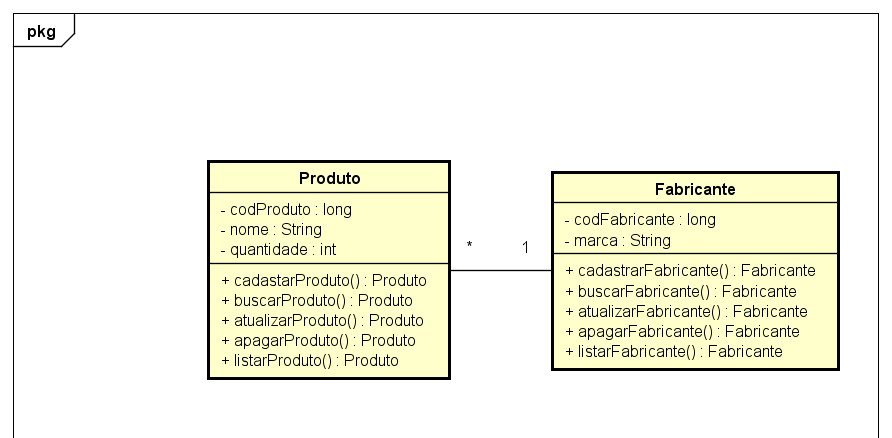 pkg
Produto
- codProduto : long
- nome : String
- quantidade : int
+ cadastarProduto() : Produto
+ buscarProduto() : Produto
+ atualizarProduto() : Produto
+ apagarProduto() : Produto
+ listarProduto() : Produto
* 1
Fabricante
- codFabricante : long
- marca : String
+ cadastrarFabricante() : Fabricante
+ buscarFabricante() : Fabricante
+ atualizarFabricante() : Fabricante
+ apagarFabricante() : Fabricante
+ listarFabricante() : Fabricante